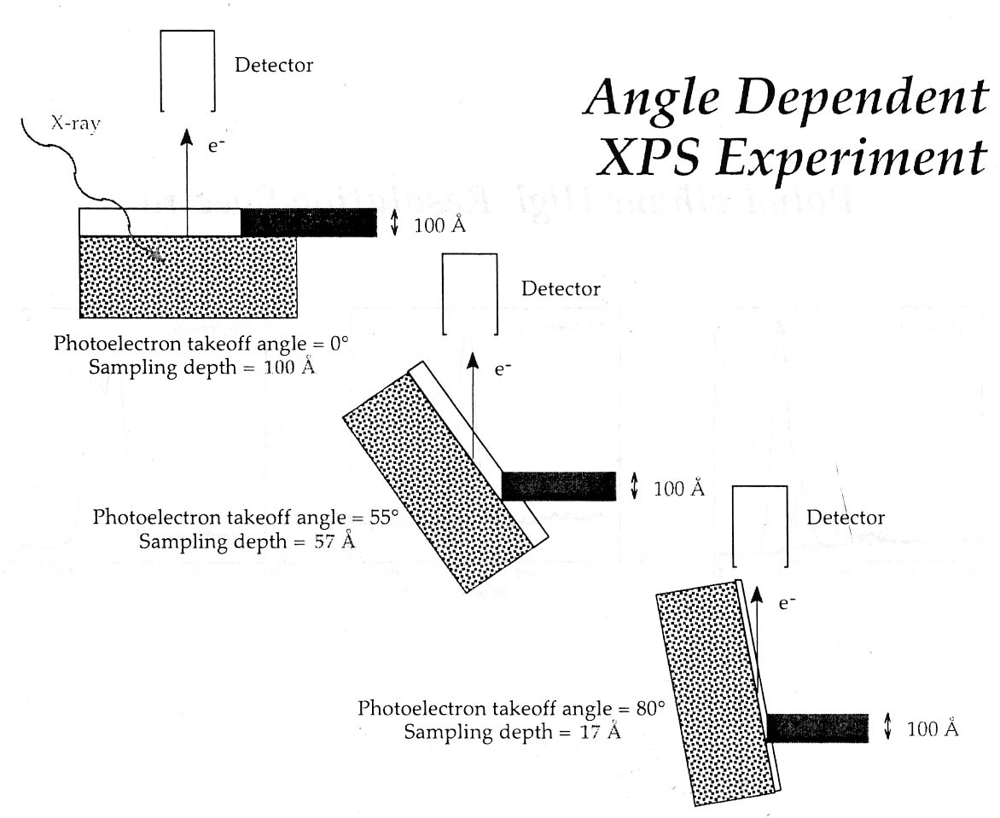 Angle Dependent
XPS Experiment
Detector
X-ray
e-
100 Å
Photoelectron takeoff angle = 0°
Sampling depth = 100 Å
Detector
e-
100 Å
Photoelectron takeoff angle = 55°
Sampling depth = 57 Å
Detector
e-
100 Å
Photoelectron takeoff angle = 80°
Sampling depth = 17 Å